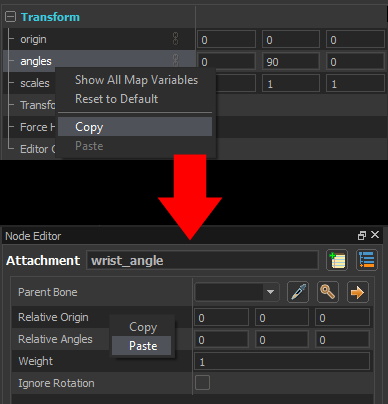 Transform
origin 0 0 0
angles 0 90 0
scales 1 1
Show All Map Variables
Reset to Default
Transfo
Force H
Copy
Editor
Paste
Node Editor
Attachment wrist_angle
Parent Bone
Relative Origin 0 0 0
Relative Angles 0 0 0
Copy
Paste
Weight 1
Ignore Rotation